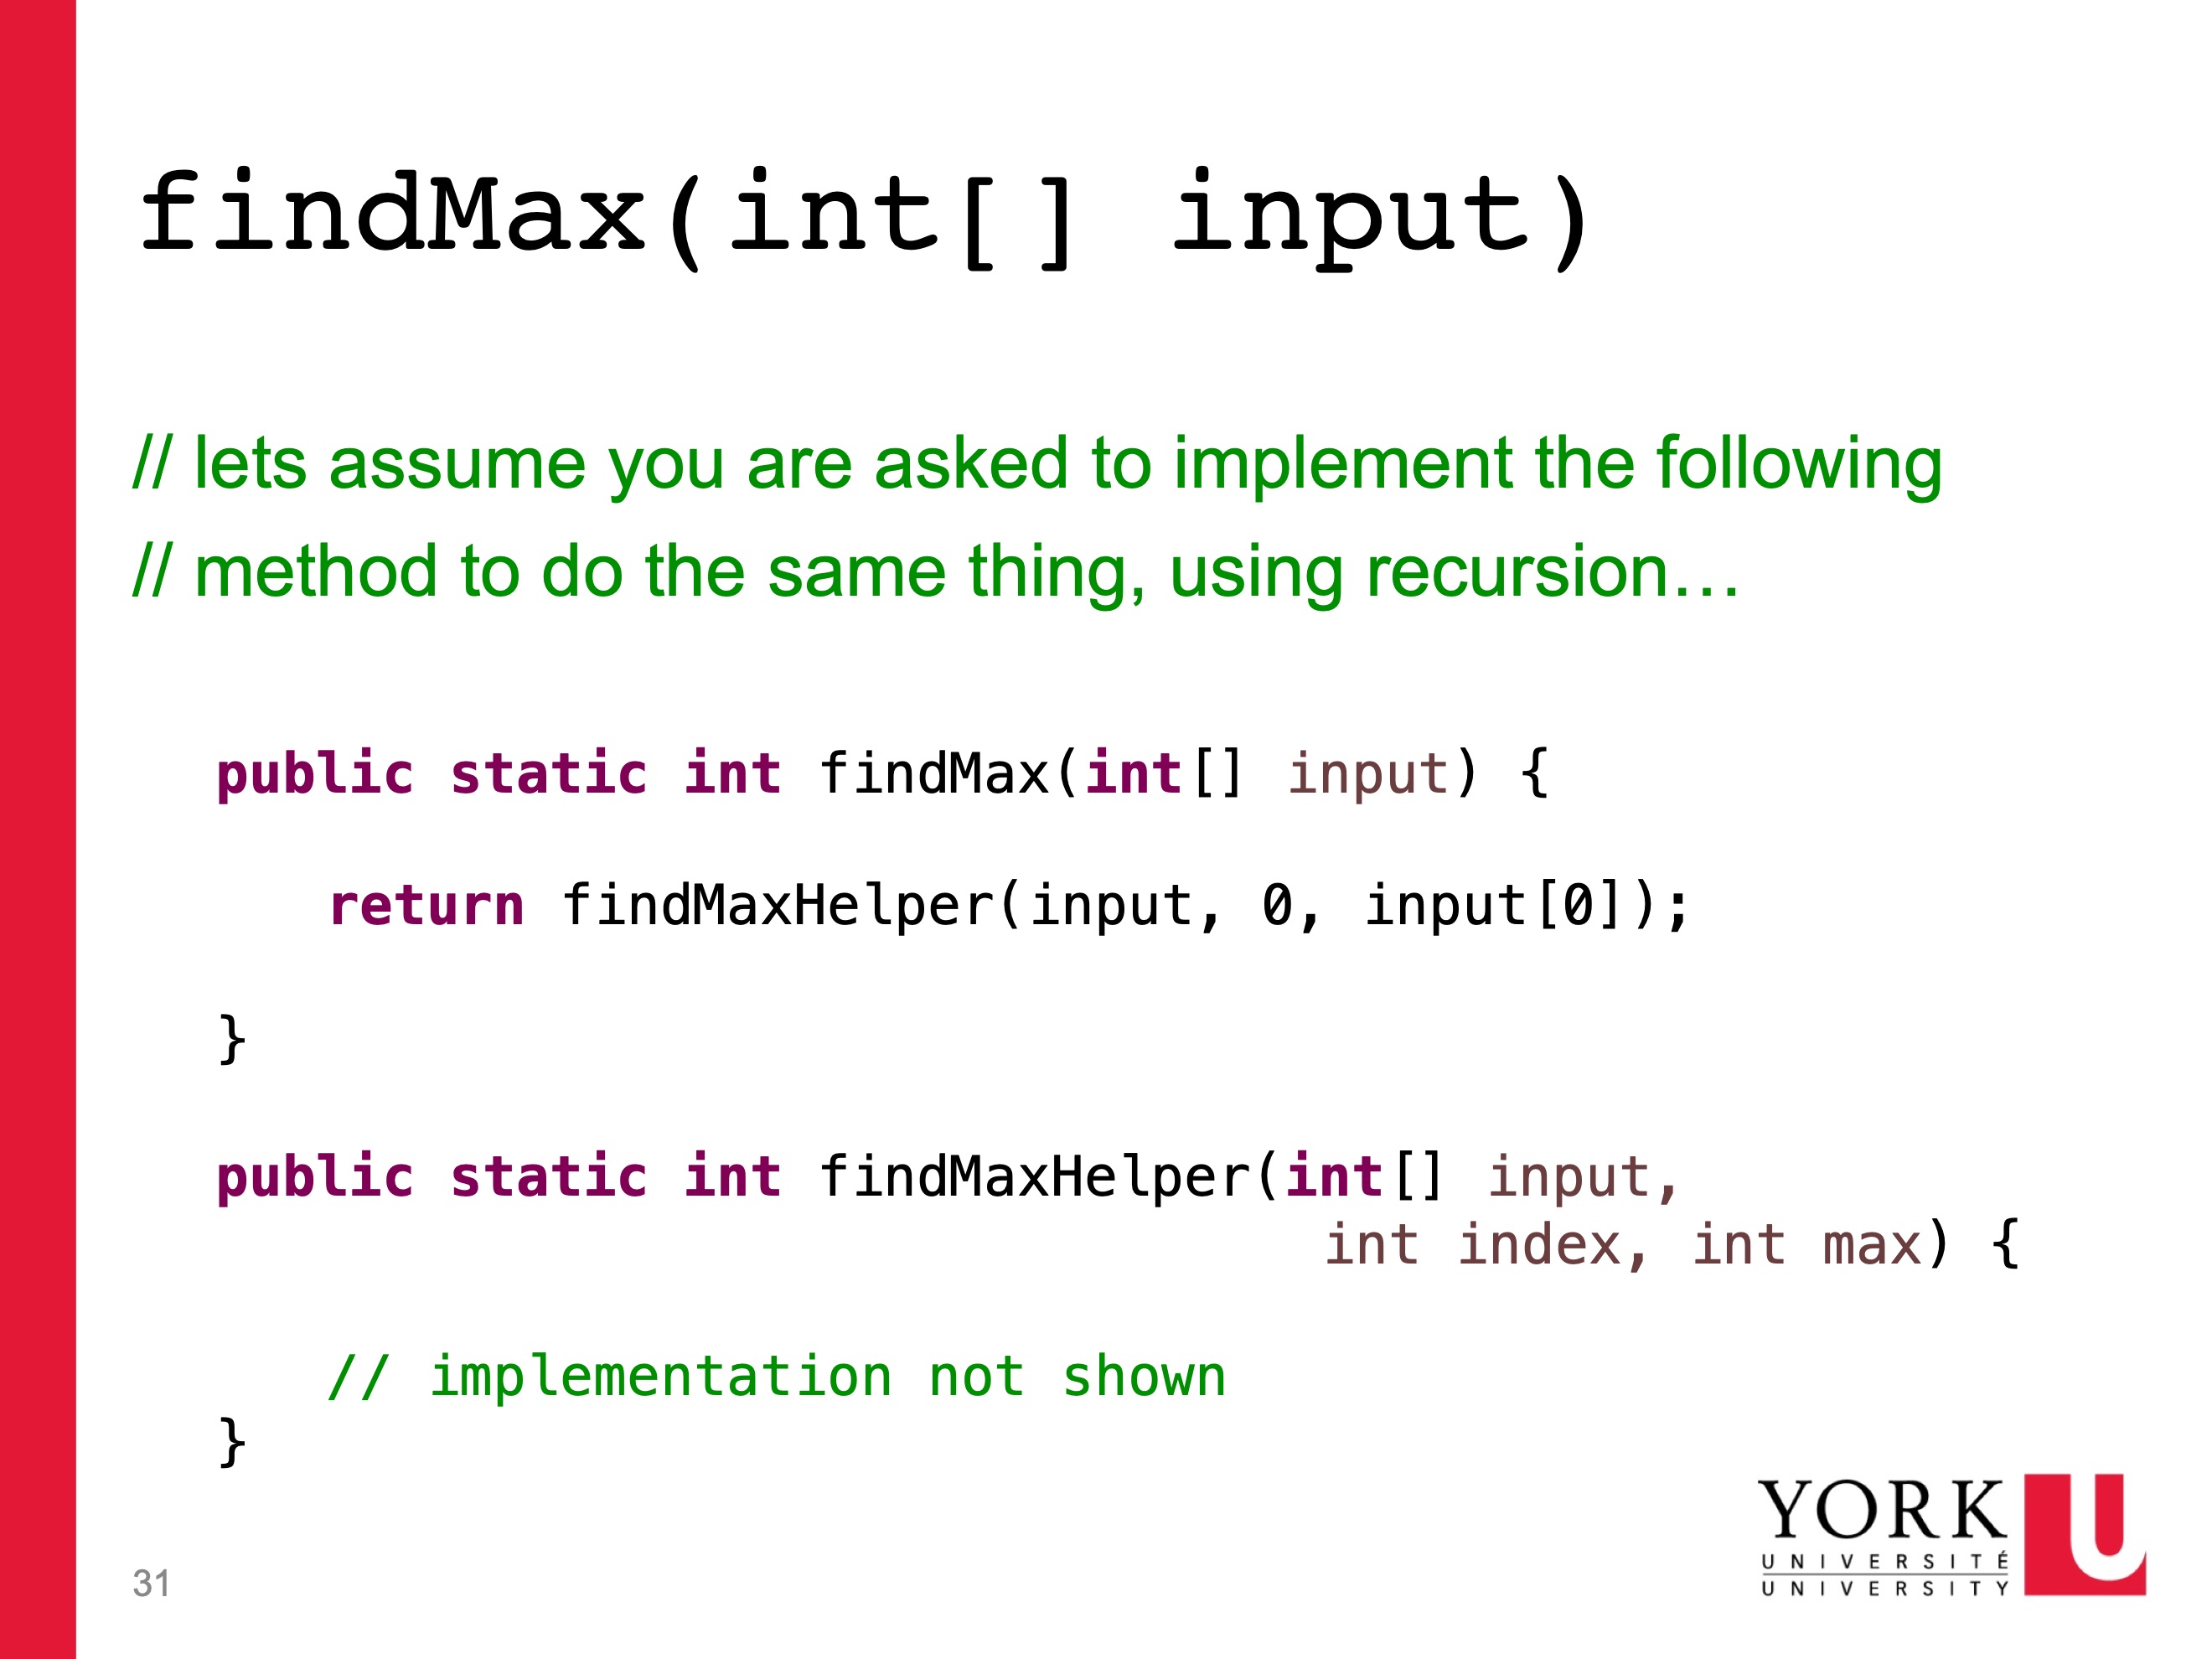 findMax(int[] input)
// lets assume you are asked to implement the following
// method to do the same thing, using recursion…
public static int findMax(int[] input) {
return findMaxHelper(input, 0, input[0]);
}
public static int findMaxHelper(int[] input,
int index, int max) {
// implementation not shown
}
31
YORK U
UNIVERSITÉ
UNIVERSITY